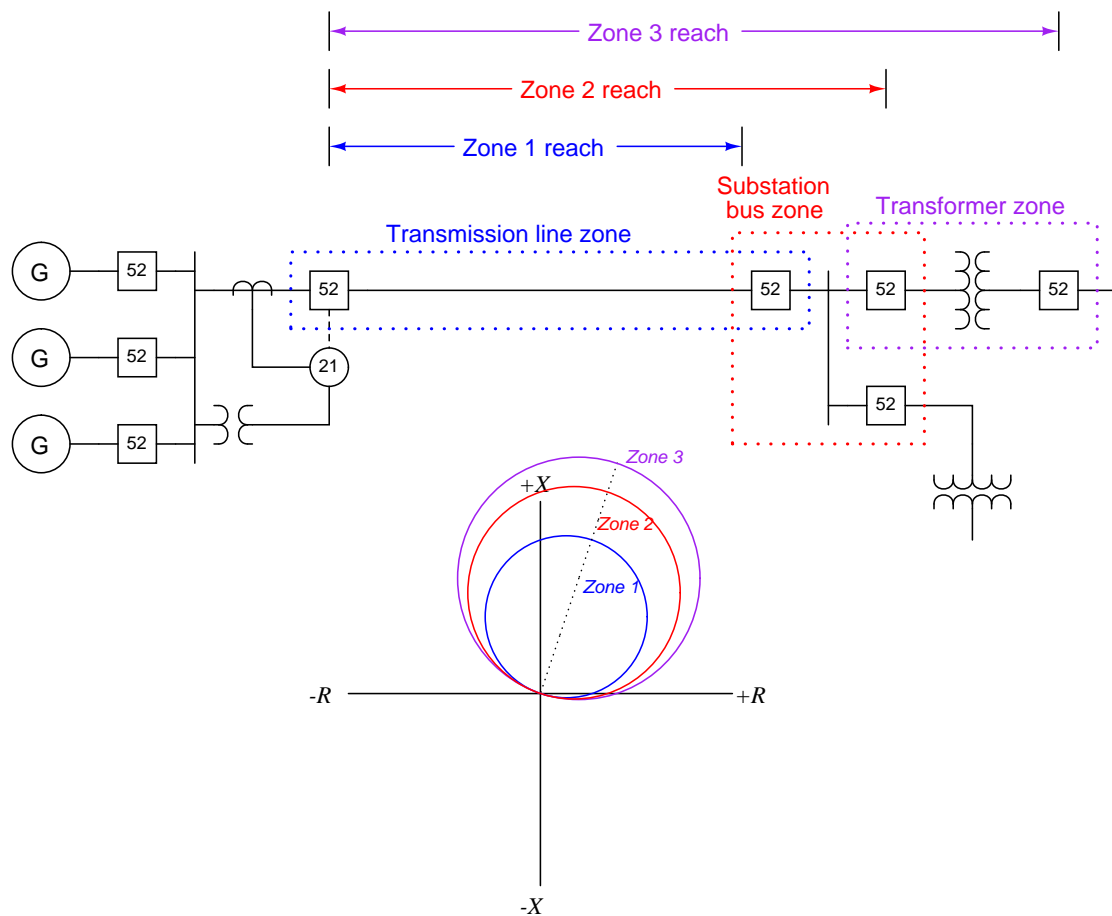 Zone 3 reach
Zone 2 reach
Zone 1 reach
Substation
bus zone
Transformer zone
Transmission line zone
G
52
52
52
52
52
G
52
21
G
52
52
Zone 3
+X
Zone 2
Zone 1
-R
+R
-X